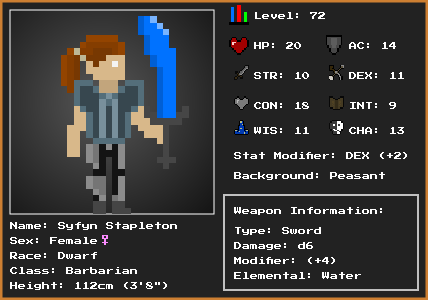 Level: 72
HP: 20 AC: 14
STR: 10 DEX: 11
CON: 18 INT: 9
WIS: 11 CHA: 13
Stat Modifier: DEX (+2)
Background: Peasant
Weapon Information:
Type: Sword
Damage: d6
Modifier: (+4)
Elemental: Water
Name: Syfyn Stapleton
Sex: Female♀
Race: Dwarf
Class: Barbarian
Height: 112cm (3'8")